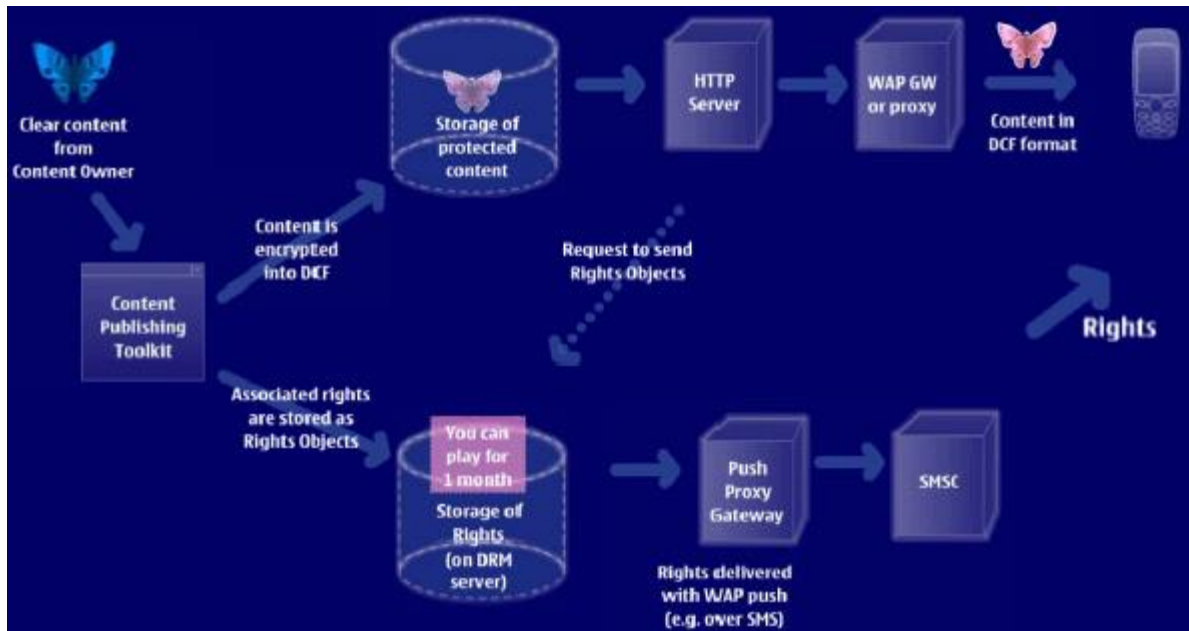 Clear content
from
Content Owner
Storage of
protected
content
HTTP
Server
WAP GW
or proxy
Content in
DCF format
Content is
encrypted
into DCF
Request to send
Rights Objects
Content
Publishing
Toolkit
Rights
Associated rights
are stored as
Rights Objects
You can
play for
1 month
Storage of
Rights
(on DRM
server)
Push
Proxy
Gateway
SMSC
Rights delivered
with WAP push
(e.g. over SMS)